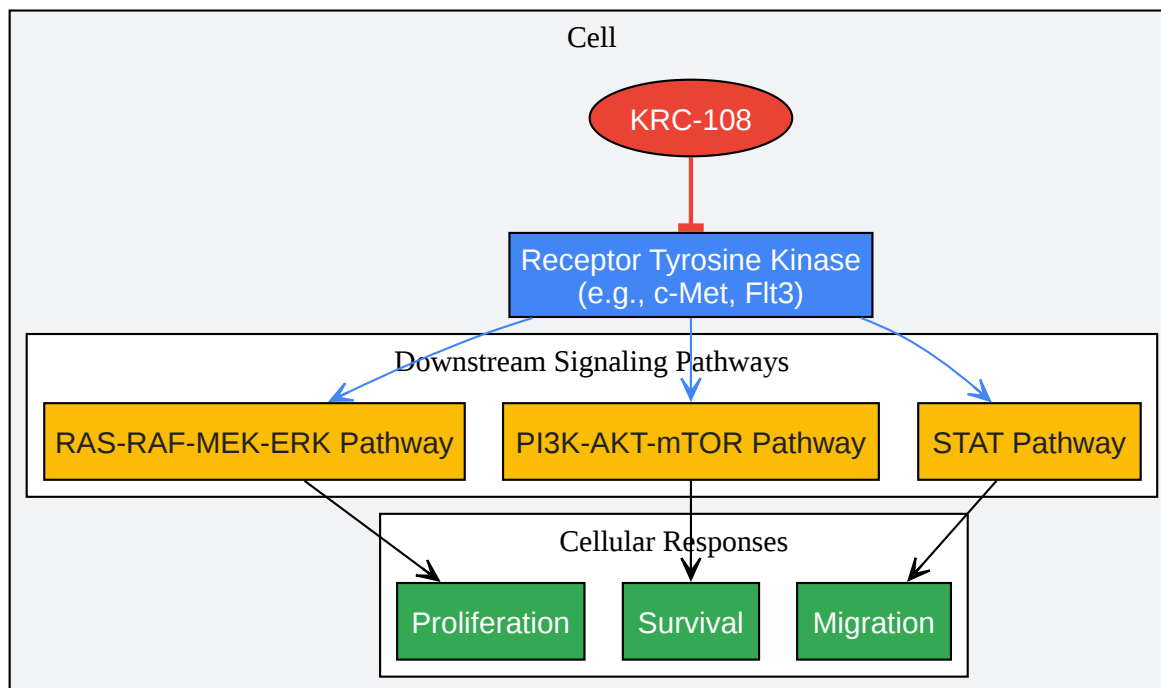 Cell
KRC-108
Receptor Tyrosine Kinase
(e.g., c-Met, Flt3)
Downstream Signaling Pathways
RAS-RAF-MEK-ERK Pathway
PI3K-AKT-mTOR Pathway
STAT Pathway
Cellular Responses
Proliferation
Survival
Migration